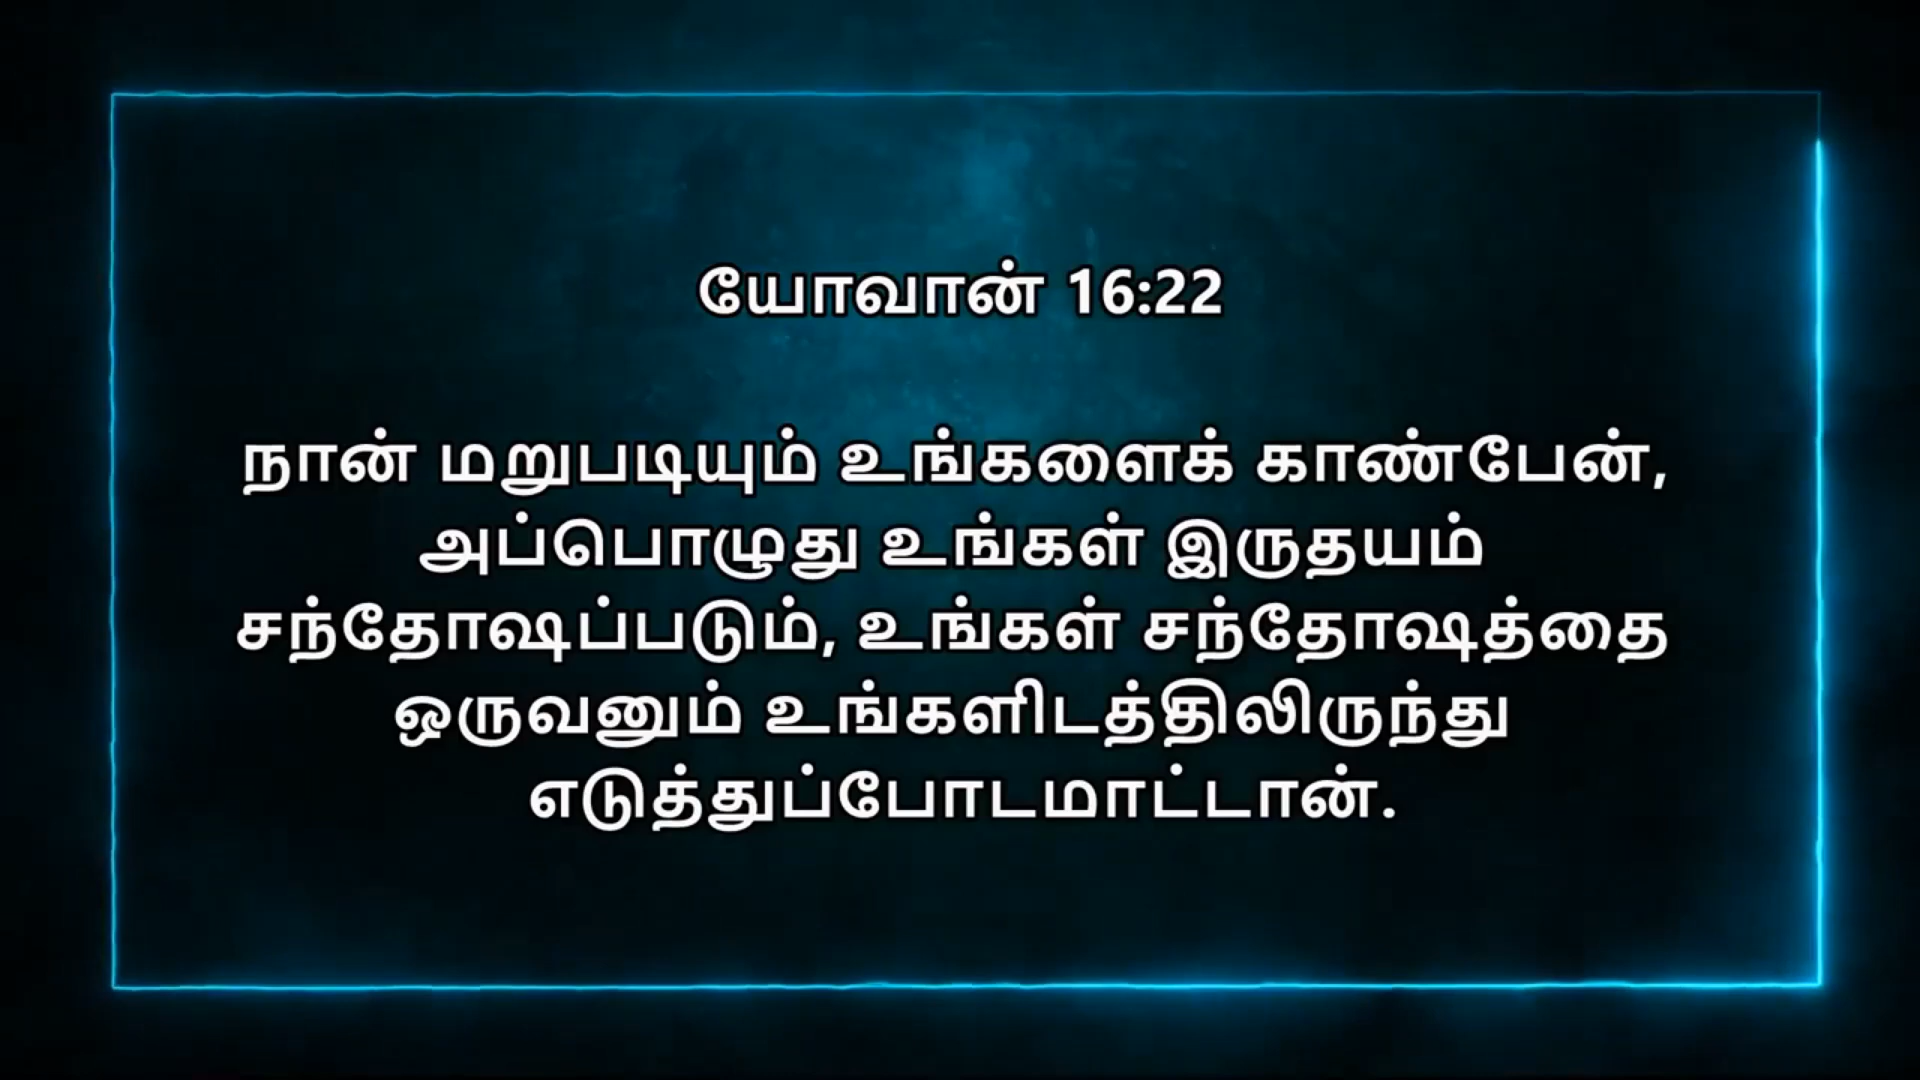 யோவான் 16:22
நான் மறுபடியும் உங்களைக் காண்பேன்,
அப்பொழுது உங்கள் இருதயம்
சந்தோஷப்படும், உங்கள் சந்தோஷத்தை
ஒருவனும் உங்களிடத்திலிருந்து
எடுத்துப்போடமாட்டான்.